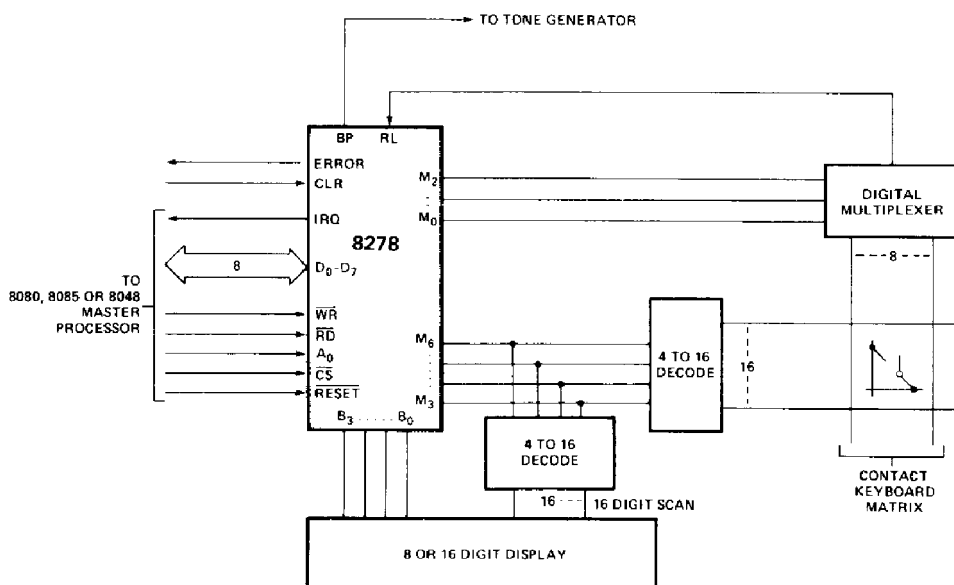 TO TONE GENERATOR
BP RL
ERROR
CLR
IRQ
8278
8
D0-D7
TO
8080, 8085 OR 8048
MASTER
PROCESSOR
WR
RD
A0
CS
RESET
B3 ...... B0
M2
M0
M6
M3
DIGITAL
MULTIPLEXER
8
4 TO 16
DECODE
16
4 TO 16
DECODE
16
16 DIGIT SCAN
CONTACT
KEYBOARD
MATRIX
8 OR 16 DIGIT DISPLAY